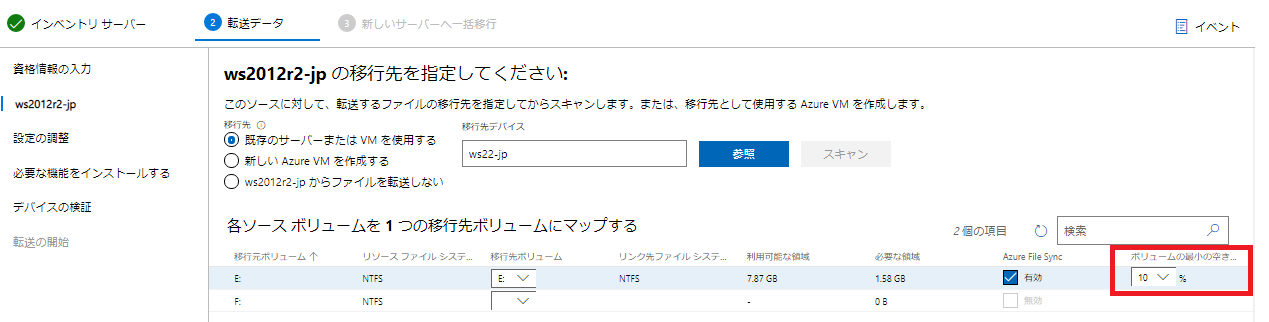 インベントリ サーバー
2 転送データ
3 新しいサーバーへ一括移行
イベント
資格情報の入力
ws2012r2-jp
設定の調整
必要な機能をインストールする
デバイスの検証
転送の開始
ws2012r2-jp の移行先を指定してください:
このソースに対して、転送するファイルの移行先を指定してからスキャンします。または、移行先として使用する Azure VM を作成します。
移行先
既存のサーバーまたは VM を使用する
新しい Azure VM を作成する
ws2012r2-jp からファイルを転送しない
移行先デバイス
ws22-jp
参照
スキャン
各ソース ボリュームを 1 つの移行先ボリュームにマップする
2 個の項目
検索
移行元ボリューム ↑ リソース ファイル システ... 移行先ボリューム リンク先ファイル システ... 利用可能な領域 必要な領域 Azure File Sync ボリュームの最小の空き...
E: NTFS E: NTFS 7.87 GB 1.58 GB 有効 10 %
F: NTFS - 0 B 無効